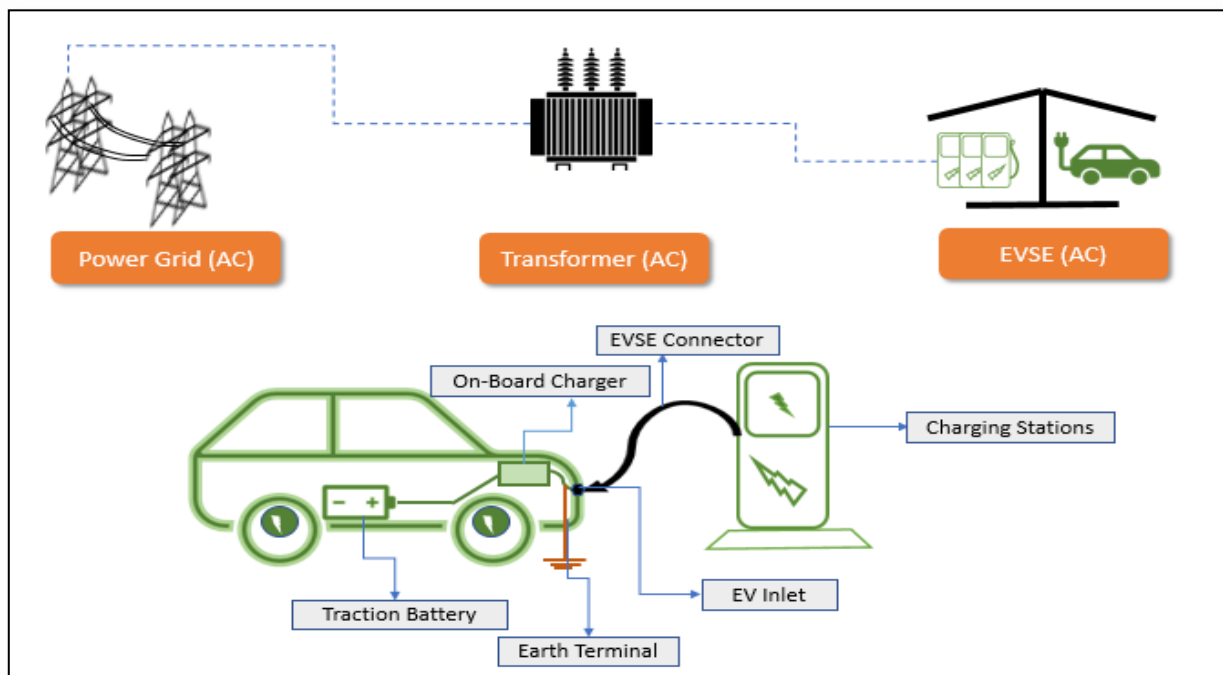 Power Grid (AC)
Transformer (AC)
EVSE (AC)
EVSE Connector
On-Board Charger
Charging Stations
- +
EV Inlet
Traction Battery
Earth Terminal